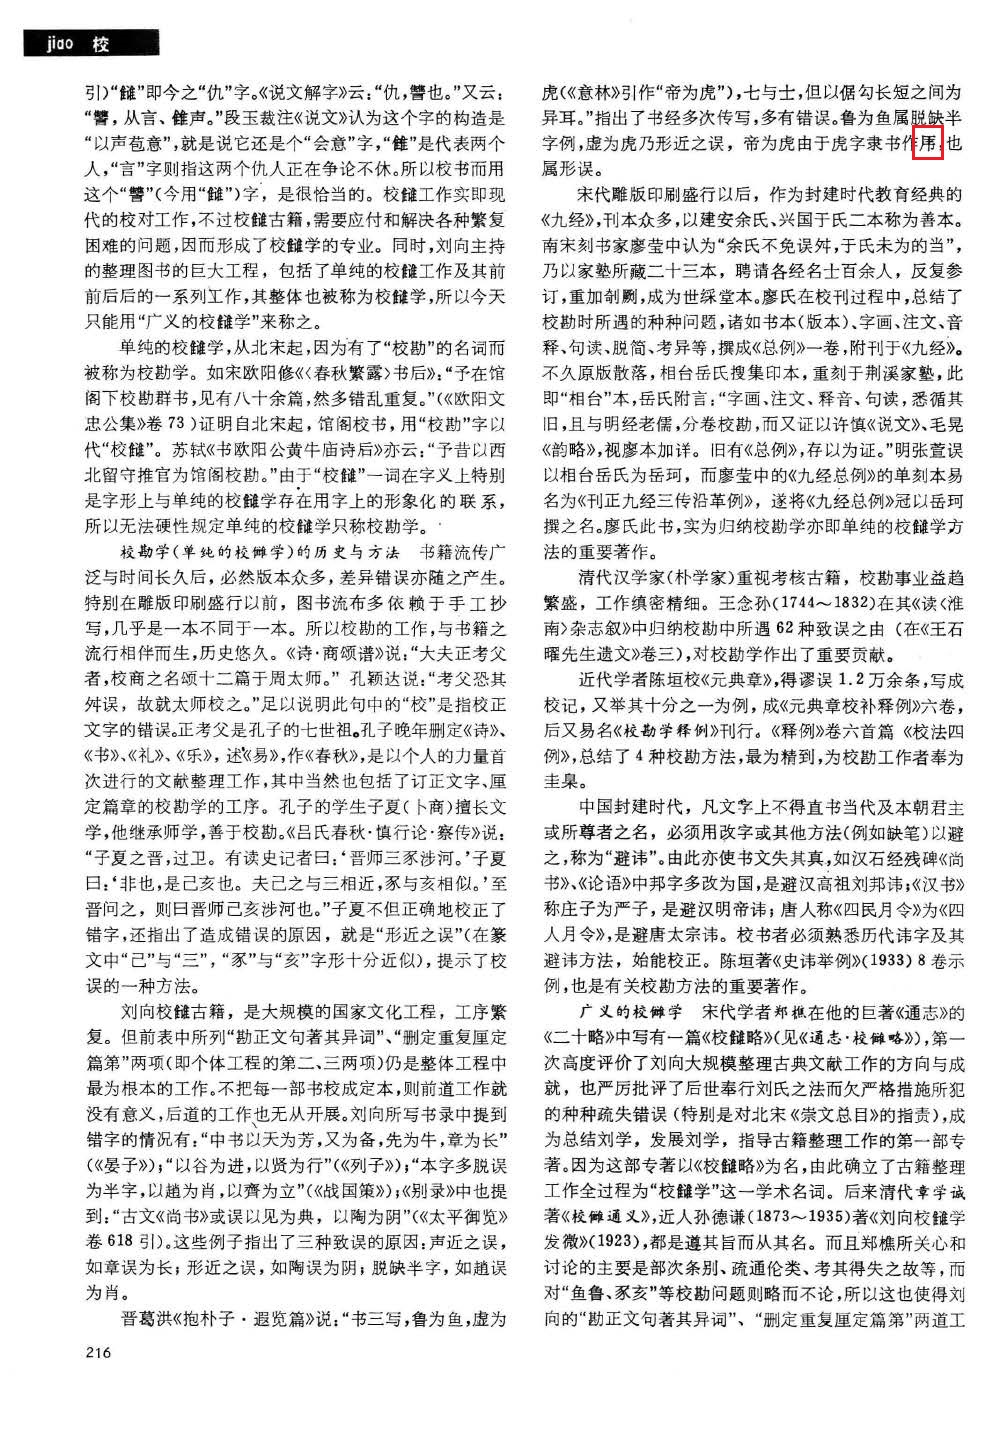 jiao 校
引)“雠”即今之“仇”字。《说文解字》云:“仇,讐也。”又云:
“讐,从言、雔声。”段玉裁注《说文》认为这个字的构造是
“以声苞意”,就是说它还是个“会意”字,“雔”是代表两个
人,“言”字则指这两个仇人正在争论不休。所以校书而用
这个“讐”(今用“雠”)字,是很恰当的。校雠工作实即现
代的校对工作,不过校雠古籍,需要应付和解决各种繁复
困难的问题,因而形成了校雠学的专业。同时,刘向主持
的整理图书的巨大工程,包括了单纯的校雠工作及其前
前后后的一系列工作,其整体也被称为校雠学,所以今天
只能用“广义的校雠学”来称之。
单纯的校雠学,从北宋起,因为有了“校勘”的名词而
被称为校勘学。如宋欧阳修《〈春秋繁露〉书后》:“予在馆
阁下校勘群书,见有八十余篇,然多错乱重复。”(《欧阳文
忠公集》卷 73 )证明自北宋起,馆阁校书,用“校勘”字以
代“校雠”。苏轼《书欧阳公黄牛庙诗后》亦云:“予昔以西
北留守推官为馆阁校勘。”由于“校雠”一词在字义上特别
是字形上与单纯的校雠学存在用字上的形象化的联系,
所以无法硬性规定单纯的校雠学只称校勘学。
校勘学(单纯的校雠学)的历史与方法 书籍流传广
泛与时间长久后,必然版本众多,差异错误亦随之产生。
特别在雕版印刷盛行以前,图书流布多依赖于手工抄
写,几乎是一本不同于一本。所以校勘的工作,与书籍之
流行相伴而生,历史悠久。《诗·商颂谱》说:“大夫正考父
者,校商之名颂十二篇于周太师。” 孔颖达说:“考父恐其
舛误,故就太师校之。”足以说明此句中的“校”是指校正
文字的错误。正考父是孔子的七世祖。孔子晚年删定《诗》、
《书》、《礼》、《乐》,述《易》,作《春秋》,是以个人的力量首
次进行的文献整理工作,其中当然也包括了订正文字、厘
定篇章的校勘学的工序。孔子的学生子夏(卜商)擅长文
学,他继承师学,善于校勘。《吕氏春秋·慎行论·察传》说:
“子夏之晋,过卫。有读史记者曰:‘晋师三豕涉河。’子夏
曰:‘非也,是己亥也。夫己之与三相近,豕与亥相似。’至
晋问之,则曰晋师己亥涉河也。”子夏不但正确地校正了
错字,还指出了造成错误的原因,就是“形近之误”(在篆
文中“己”与“三”,“豕”与“亥”字形十分近似),提示了校
误的一种方法。
刘向校雠古籍,是大规模的国家文化工程,工序繁
复。但前表中所列“勘正文句著其异词”、“删定重复厘定
篇第”两项(即个体工程的第二、三两项)仍是整体工程中
最为根本的工作。不把每一部书校成定本,则前道工作就
没有意义,后道的工作也无从开展。刘向所写书录中提到
错字的情况有:“中书以夭为芳,又为备,先为牛,章为长”
(《晏子》);“以谷为进,以贤为行”(《列子》);“本字多脱误
为半字,以趙为肖,以齊为立”(《战国策》);《别录》中也提
到:“古文《尚书》或误以见为典,以陶为阴”(《太平御览》
卷 618 引)。这些例子指出了三种致误的原因:声近之误,
如章误为长;形近之误,如陶误为阴;脱缺半字,如趙误
为肖。
晋葛洪《抱朴子·遐览篇》说:“书三写,鲁为鱼,虚为
虎(《意林》引作“帝为虎”),七与士,但以倨勾长短之间为
异耳。”指出了书经多次传写,多有错误。鲁为鱼属脱缺半
字例,虚为虎乃形近之误,帝为虎由于虎字隶书作,也
属形误。
宋代雕版印刷盛行以后,作为封建时代教育经典的
《九经》,刊本众多,以建安余氏、兴国于氏二本称为善本。
南宋刻书家廖莹中认为“余氏不免误舛,于氏未为的当”,
乃以家塾所藏二十三本,聘请各经名士百余人,反复参
订,重加剞劂,成为世綵堂本。廖氏在校刊过程中,总结了
校勘时所遇的种种问题,诸如书本(版本)、字画、注文、音
释、句读、脱简、考异等,撰成《总例》一卷,附刊于《九经》。
不久原版散落,相台岳氏搜集印本,重刻于荆溪家塾,此
即“相台”本,岳氏附言:“字画、注文、释音、句读,悉循其
旧,且与明经老儒,分卷校勘,而又证以许慎《说文》、毛晃
《韵略》,视廖本加详。旧有《总例》,存以为证。”明张萱误
以相台岳氏为岳珂,而廖莹中的《九经总例》的单刻本易
名为《刊正九经三传沿革例》,遂将《九经总例》冠以岳珂
撰之名。廖氏此书,实为归纳校勘学亦即单纯的校雠学方
法的重要著作。
清代汉学家(朴学家)重视考核古籍,校勘事业益趋
繁盛,工作缜密精细。王念孙(1744～1832)在其《读〈淮
南〉杂志叙》中归纳校勘中所遇 62 种致误之由(在《王石
臞先生遗文》卷三),对校勘学作出了重要贡献。
近代学者陈垣校《元典章》,得谬误 1.2 万余条,写成
校记,又举其十分之一为例,成《元典章校补释例》六卷,
后又易名《校勘学释例》刊行。《释例》卷六首篇《校法四
例》,总结了 4 种校勘方法,最为精到,为校勘工作者奉为
圭臬。
中国封建时代,凡文字上不得直书当代及本朝君主
或所尊者之名,必须用改字或其他方法(例如缺笔)以避
之,称为“避讳”。由此亦使书文失其真,如汉石经残碑《尚
书》、《论语》中邦字多改为国,是避汉高祖刘邦讳;《汉书》
称庄子为严子,是避汉明帝讳;唐人称《四民月令》为《四
人月令》,是避唐太宗讳。校书者必须熟悉历代讳字及其
避讳方法,始能校正。陈垣著《史讳举例》(1933) 8 卷示
例,也是有关校勘方法的重要著作。
广义的校雠学 宋代学者郑樵在他的巨著《通志》的
《二十略》中写有一篇《校雠略》(见《通志·校雠略》),第一
次高度评价了刘向大规模整理古典文献工作的方向与成
就,也严厉批评了后世奉行刘氏之法而欠严格措施所犯
的种种疏失错误(特别是对北宋《崇文总目》的指责),成
为总结刘学,发展刘学,指导古籍整理工作的第一部专
著。因为这部专著以《校雠略》为名,由此确立了古籍整理
工作全过程为“校雠学”这一学术名词。后来清代章学诚
著《校雠通义》,近人孙德谦(1873～1935)著《刘向校雠学
发微》(1923),都是遵其旨而从其名。而且郑樵所关心和
讨论的主要是部次条别、疏通伦类、考其得失之故等,而
对“鱼鲁、豕亥”等校勘问题则略而不论,所以这也使得刘
向的“勘正文句著其异词”、“删定重复厘定篇第”两道工
216